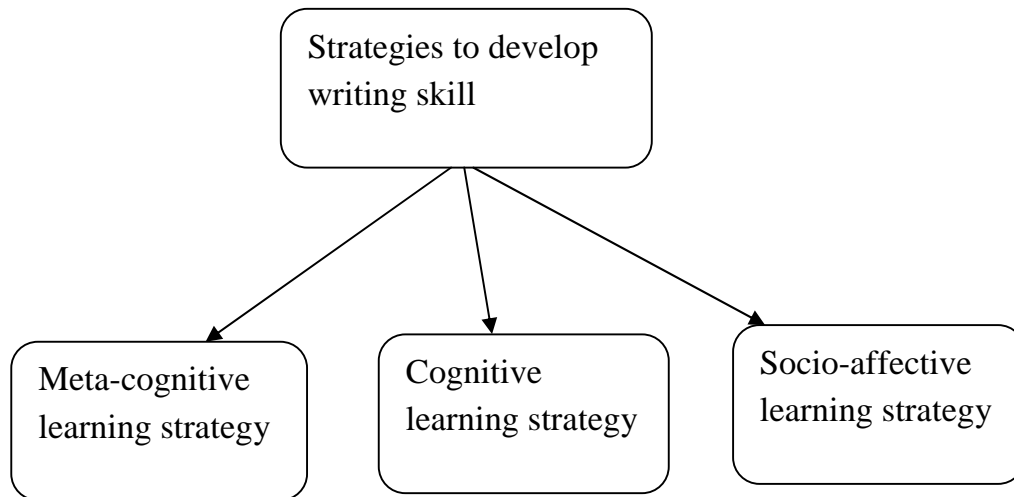 Strategies to develop
writing skill
Meta-cognitive
learning strategy
Cognitive
learning strategy
Socio-affective
learning strategy